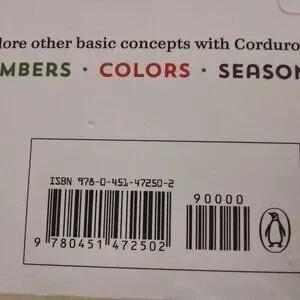 lore other basic concepts with Corduro
MBERS · COLORS · SEASON
ISBN 978-0-451-47250-2
90000
9 780451 472502